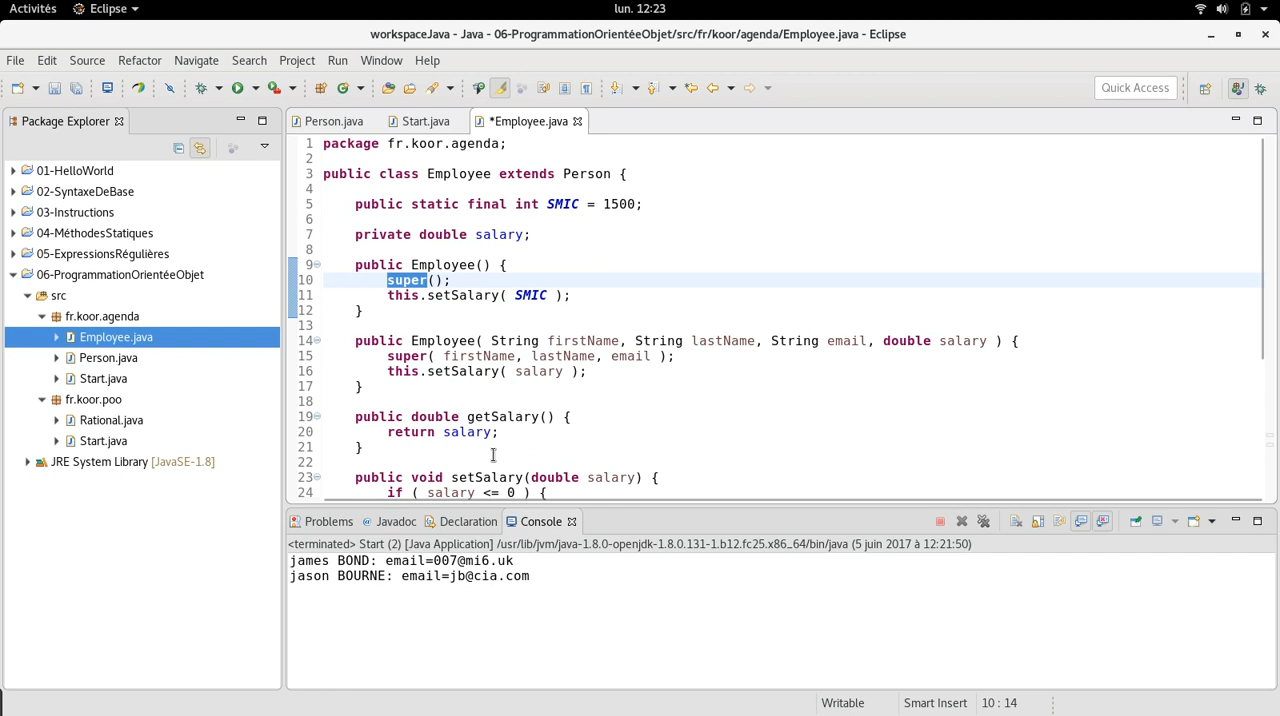 Activités Eclipse lun. 12:23
workspaceJava - Java - 06-ProgrammationOrientéeObjet/src/fr/koor/agenda/Employee.java - Eclipse
File Edit Source Refactor Navigate Search Project Run Window Help
Quick Access
Package Explorer
01-HelloWorld
02-SyntaxeDeBase
03-Instructions
04-MéthodesStatiques
05-ExpressionsRégulières
06-ProgrammationOrientéeObjet
src
fr.koor.agenda
Employee.java
Person.java
Start.java
fr.koor.poo
Rational.java
Start.java
JRE System Library [JavaSE-1.8]
Person.java Start.java *Employee.java
1 package fr.koor.agenda;
2
3 public class Employee extends Person {
4
5 public static final int SMIC = 1500;
6
7 private double salary;
8
9 public Employee() {
10 super();
11 this.setSalary( SMIC );
12 }
13
14 public Employee( String firstName, String lastName, String email, double salary ) {
15 super( firstName, lastName, email );
16 this.setSalary( salary );
17 }
18
19 public double getSalary() {
20 return salary;
21 }
22
23 public void setSalary(double salary) {
24 if ( salary <= 0 ) {
Problems Javadoc Declaration Console
<terminated> Start (2) [Java Application] /usr/lib/jvm/java-1.8.0-openjdk-1.8.0.131-1.b12.fc25.x86_64/bin/java (5 juin 2017 à 12:21:50)
james BOND: email=007@mi6.uk
jason BOURNE: email=jb@cia.com
Writable Smart Insert 10 : 14